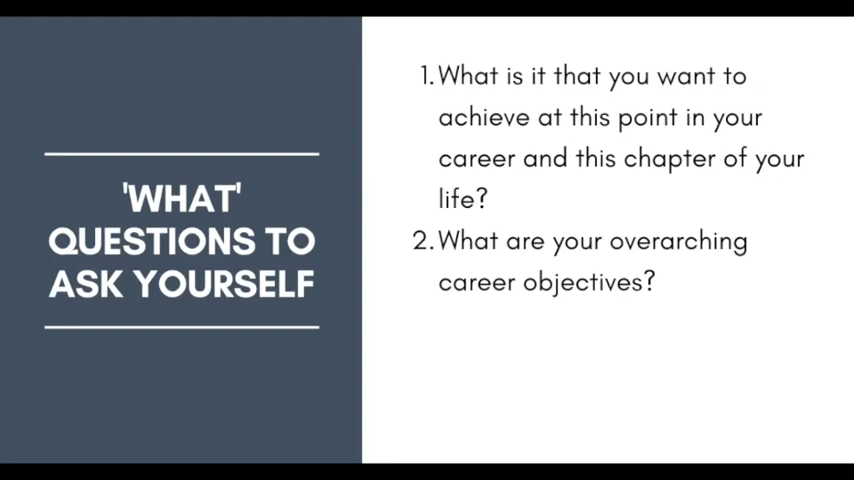 'WHAT'
QUESTIONS TO
ASK YOURSELF
1. What is it that you want to
achieve at this point in your
career and this chapter of your
life?
2. What are your overarching
career objectives?